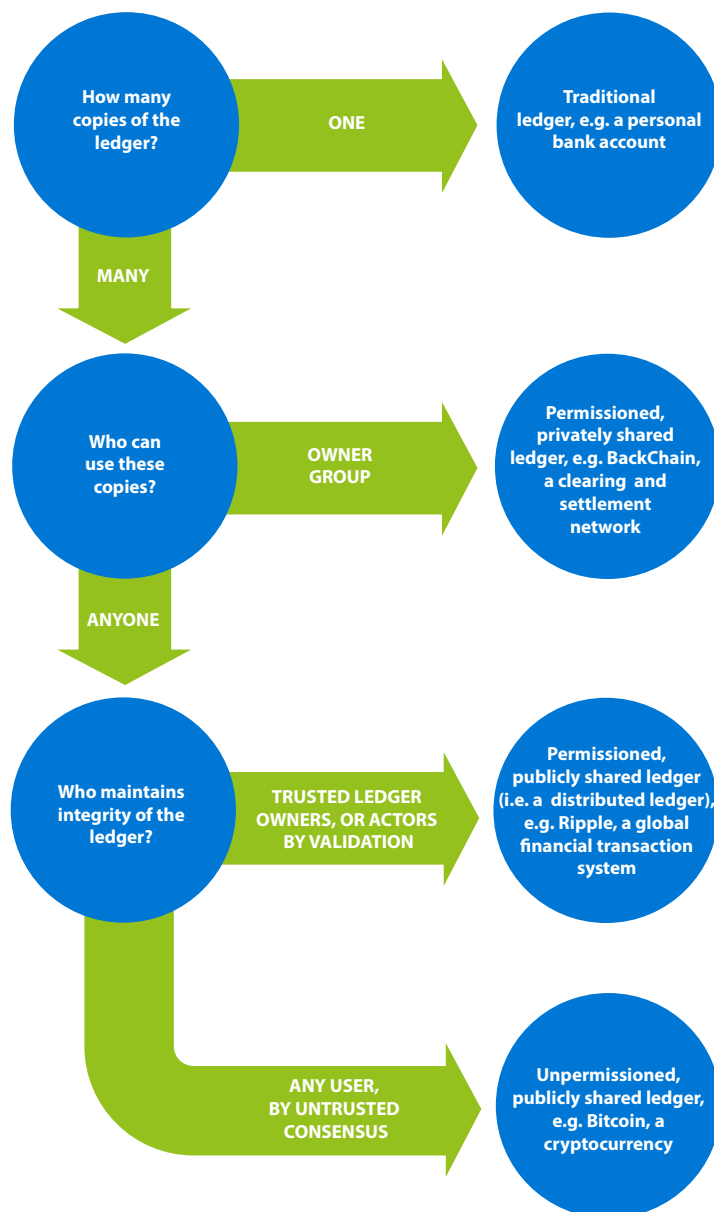 How many
copies of the
ledger?
ONE
Traditional
ledger, e.g. a personal
bank account
MANY
Who can
use these
copies?
OWNER
GROUP
Permissioned,
privately shared
ledger, e.g. BackChain,
a clearing and
settlement
network
ANYONE
Who maintains
integrity of the
ledger?
TRUSTED LEDGER
OWNERS, OR ACTORS
BY VALIDATION
Permissioned,
publicly shared ledger
(i.e. a distributed ledger),
e.g. Ripple, a global
financial transaction
system
ANY USER,
BY UNTRUSTED
CONSENSUS
Unpermissioned,
publicly shared ledger,
e.g. Bitcoin, a
cryptocurrency